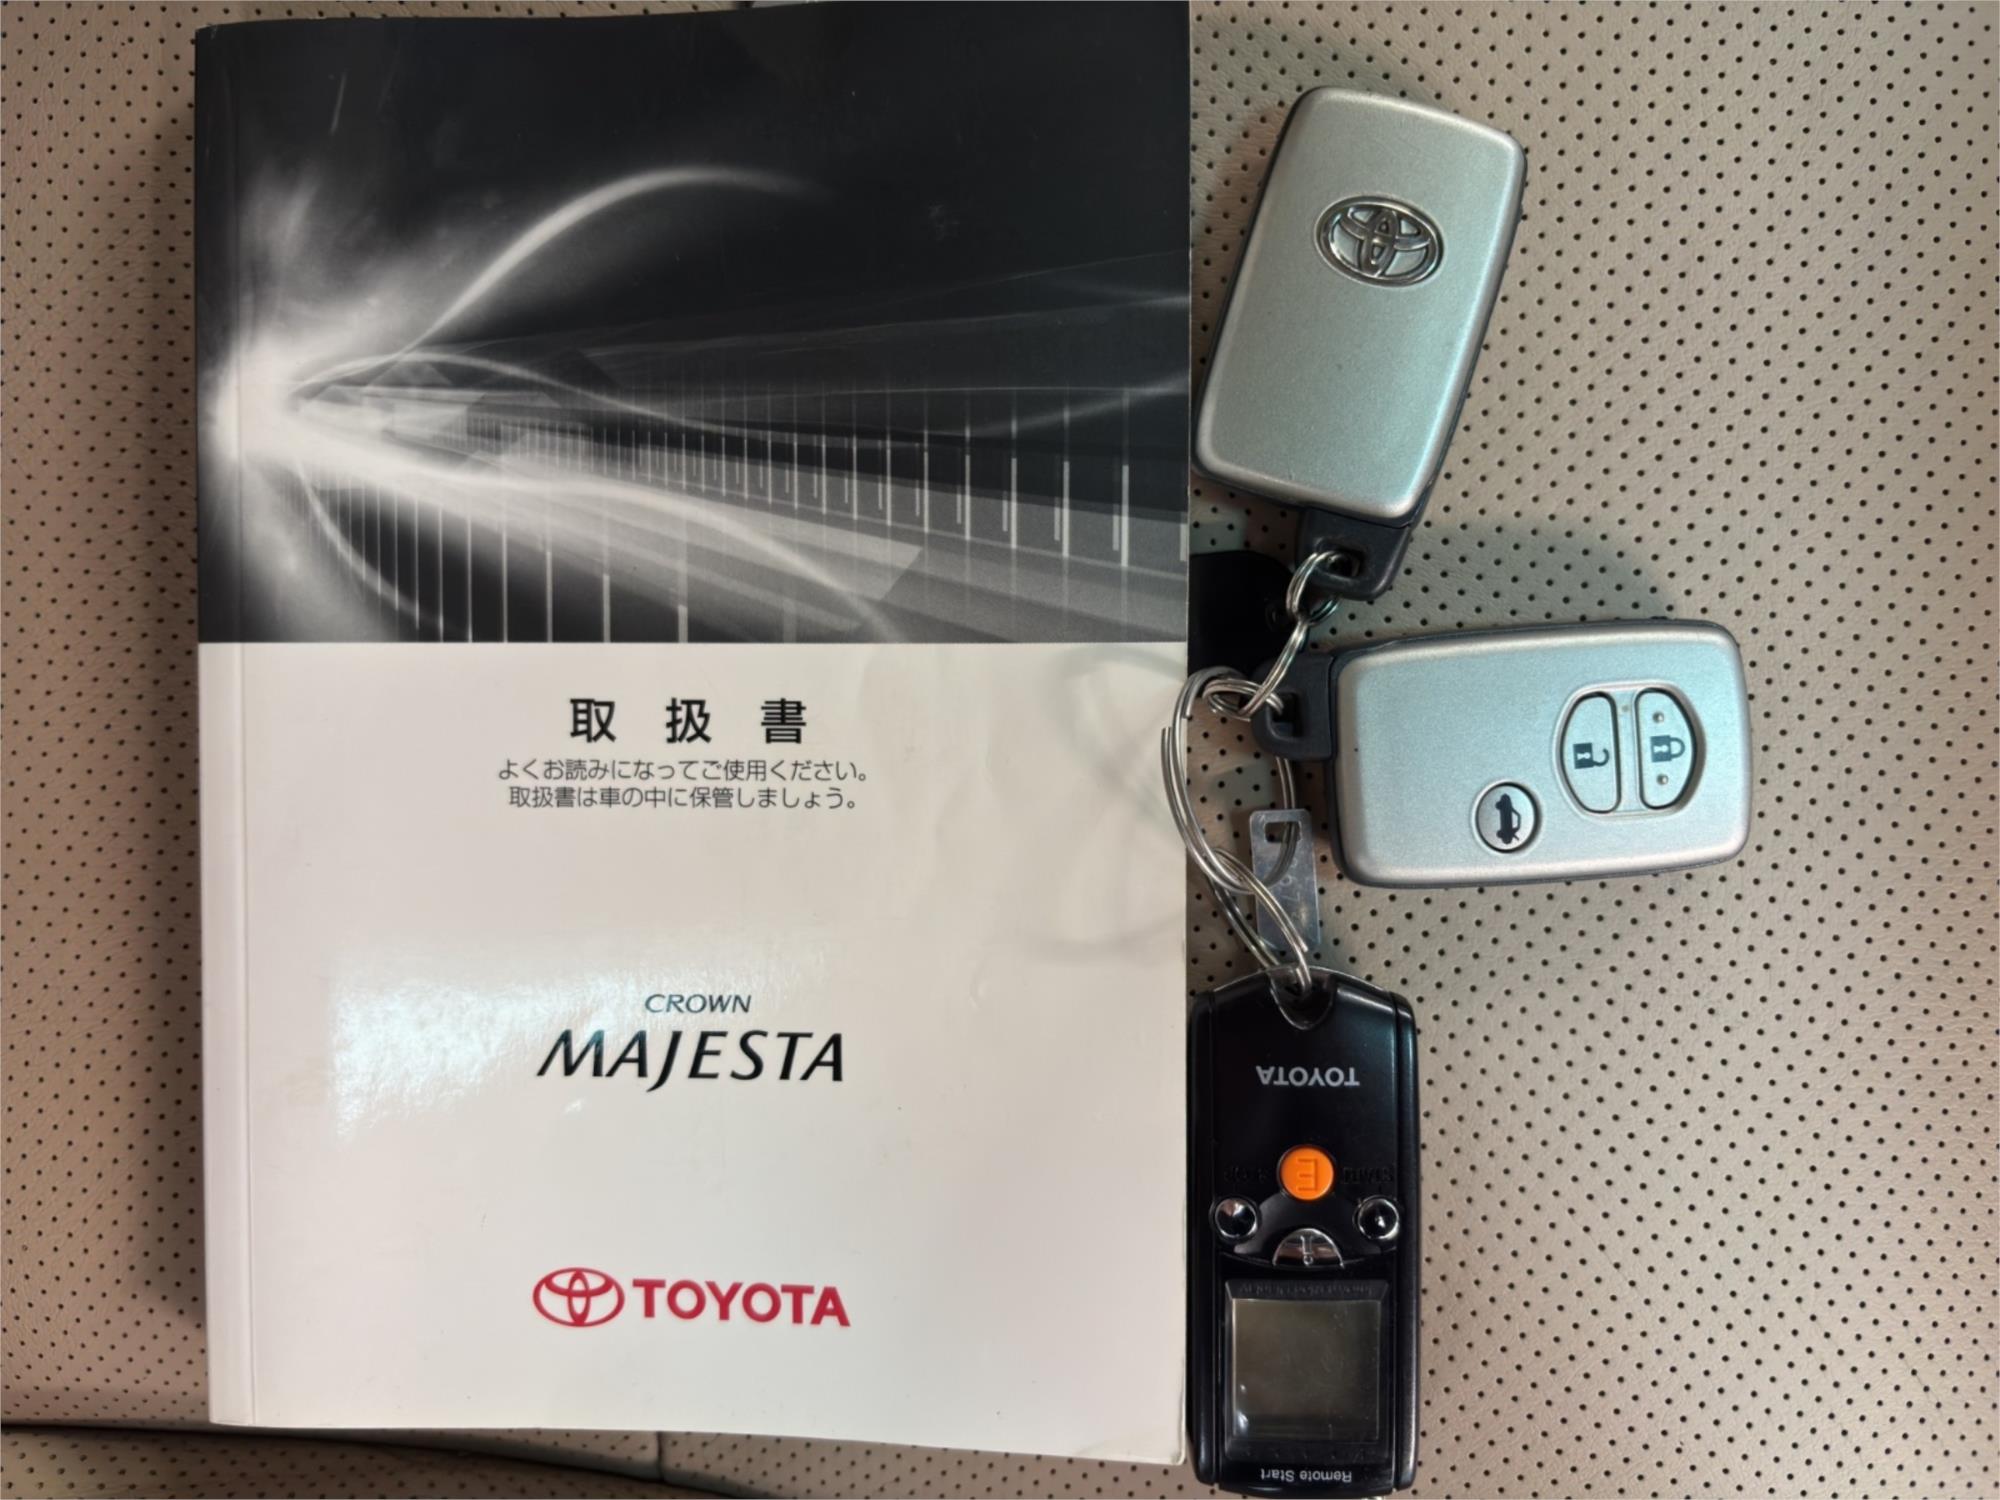 取扱書
よくお読みになってご使用ください。
取扱書は車の中に保管しましょう。
CROWN
MAJESTA
TOYOTA
TOYOTA
E
Remote Start